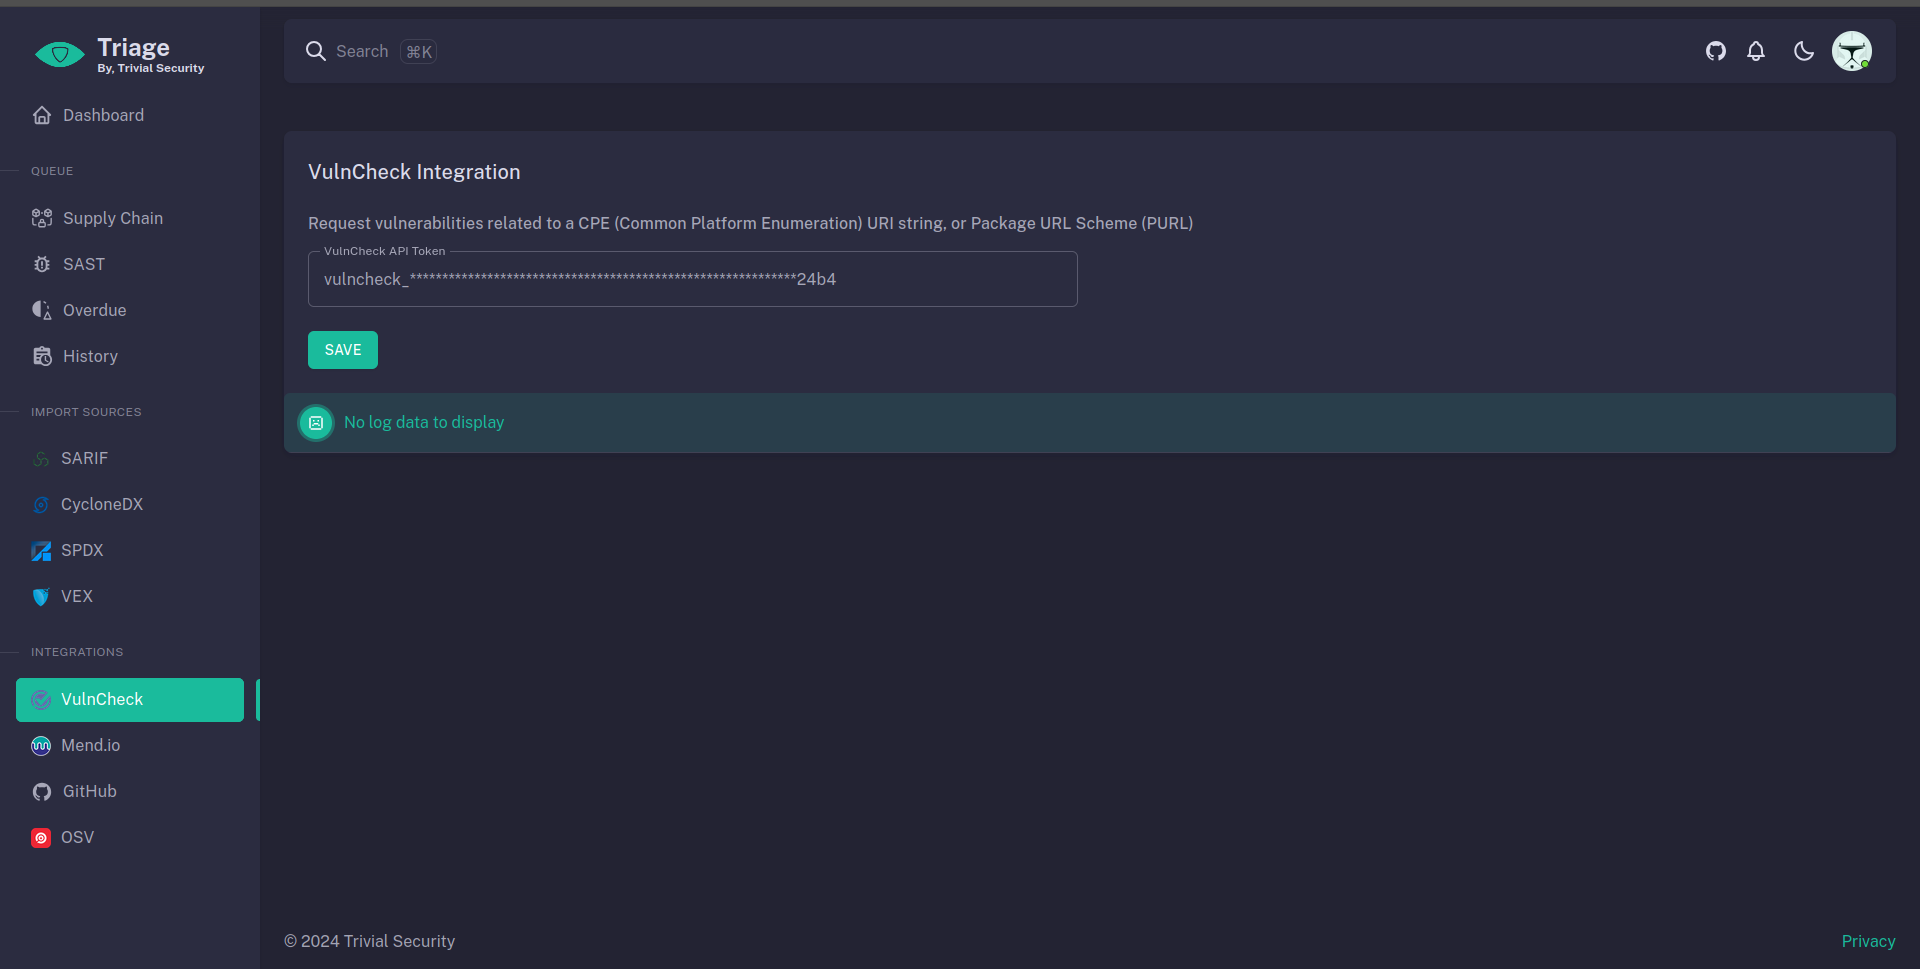 Triage
By, Trivial Security
Dashboard
QUEUE
Supply Chain
SAST
Overdue
History
IMPORT SOURCES
SARIF
CycloneDX
SPDX
VEX
INTEGRATIONS
VulnCheck
Mend.io
GitHub
OSV
Search ⌘K
VulnCheck Integration
Request vulnerabilities related to a CPE (Common Platform Enumeration) URI string, or Package URL Scheme (PURL)
VulnCheck API Token
vulncheck_************************************************************24b4
SAVE
No log data to display
© 2024 Trivial Security
Privacy